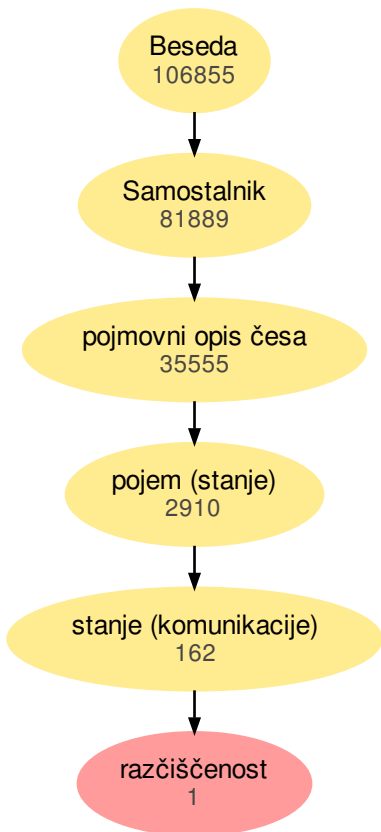 Beseda
106855
Samostalnik
81889
pojmovni opis česa
35555
pojem (stanje)
2910
stanje (komunikacije)
162
razčiščenost
1